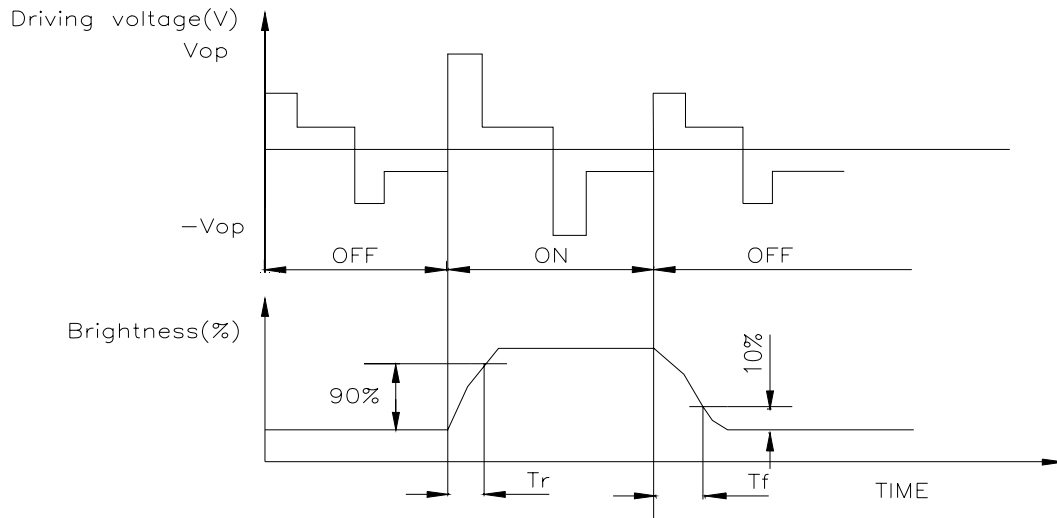 Driving voltage(V)
Vop
−Vop
OFF
ON
OFF
Brightness(%)
90%
10%
Tr
Tf
TIME